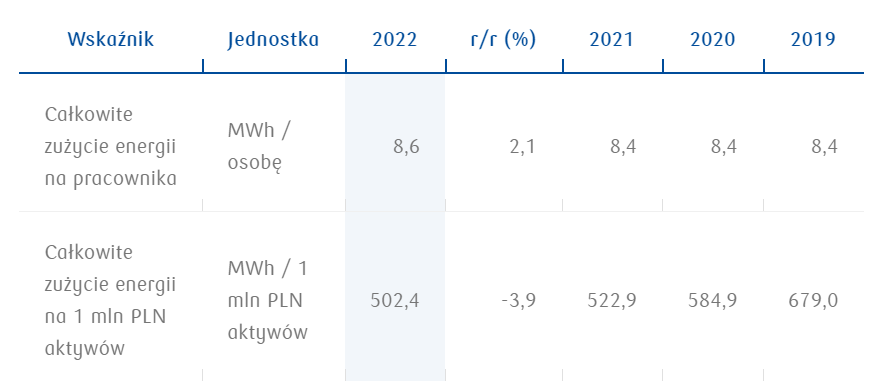 Wskaźnik Jednostka 2022 r/r (%) 2021 2020 2019
Całkowite
zużycie energii
na pracownika
MWh /
osobę
8,6 2,1 8,4 8,4 8,4
Całkowite
zużycie energii
na 1 mln PLN
aktywów
MWh / 1
mln PLN
aktywów
502,4 -3,9 522,9 584,9 679,0